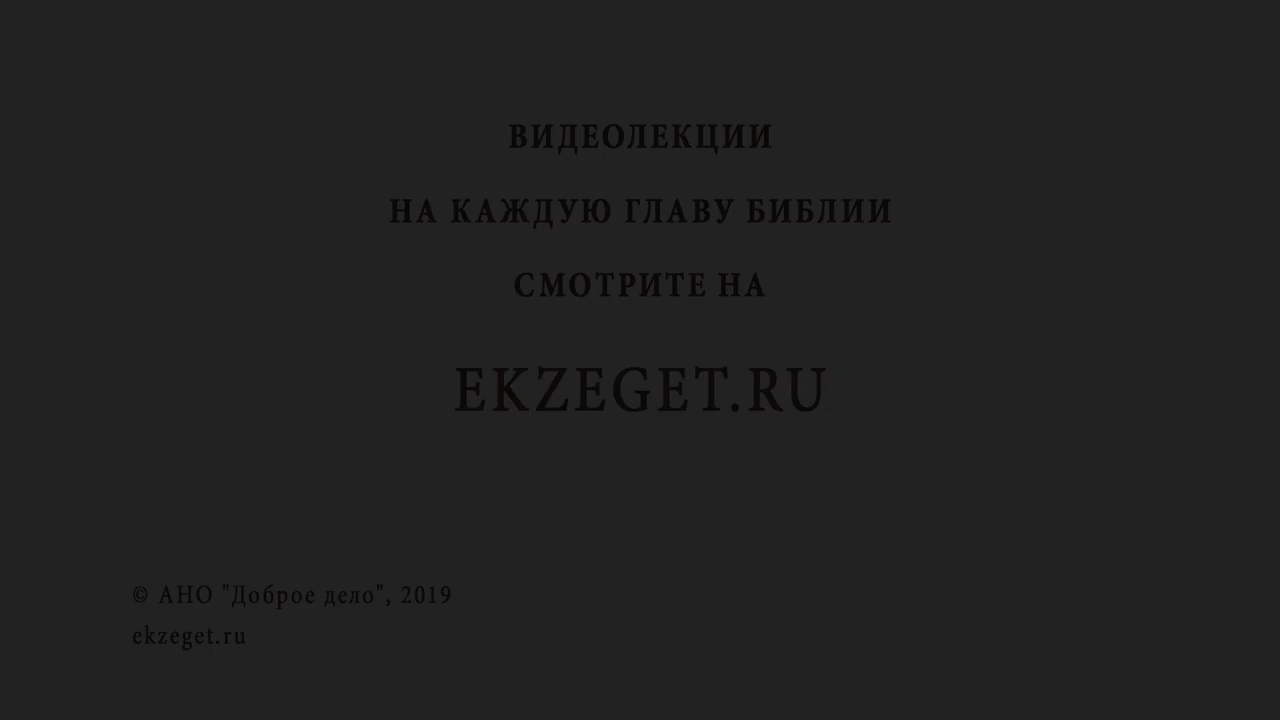 ВИДЕОЛЕКЦИИ
НА КАЖДУЮ ГЛАВУ БИБЛИИ
СМОТРИТЕ НА
EKZEGET.RU
© АНО "Доброе дело", 2019
ekzeget.ru